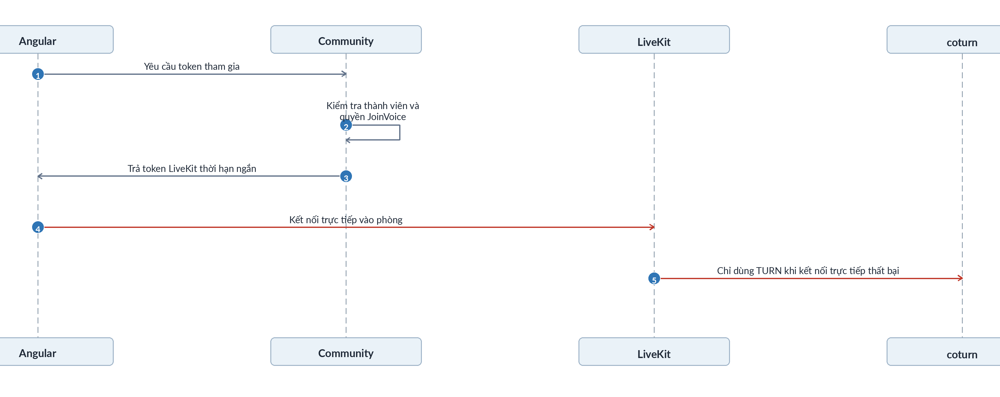 Angular
Community
LiveKit
coturn
Yêu cầu token tham gia
1
Kiểm tra thành viên và
quyền JoinVoice
2
Trả token LiveKit thời hạn ngắn
3
Kết nối trực tiếp vào phòng
4
Chỉ dùng TURN khi kết nối trực tiếp thất bại
5
Angular
Community
LiveKit
coturn